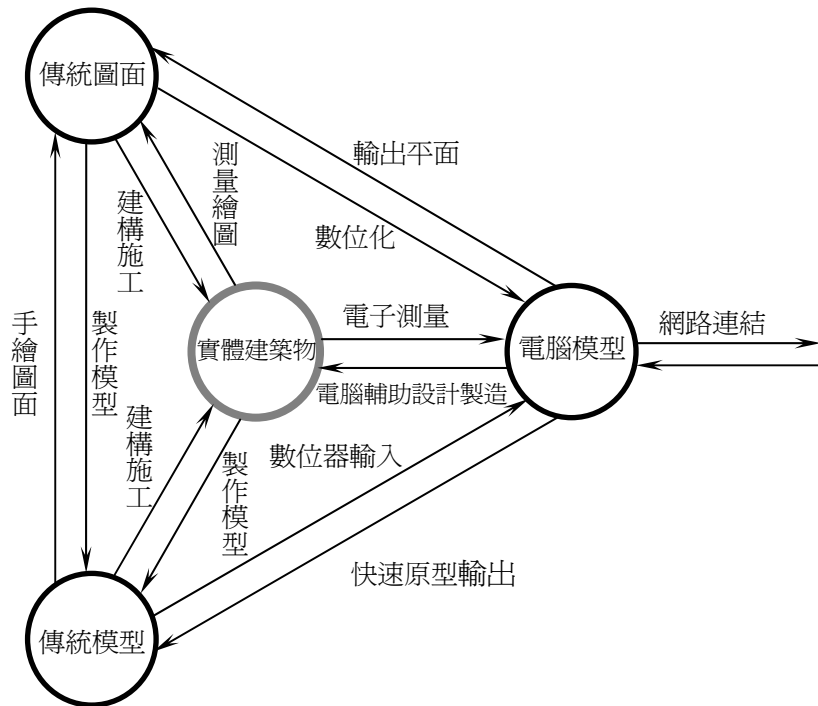 傳統圖面
輸出平面
測量繪圖
建構施工
數位化
手繪圖面
製作模型
實體建築物
電子測量
電腦模型
網路連結
電腦輔助設計製造
建構施工
製作模型
數位器輸入
快速原型輸出
傳統模型